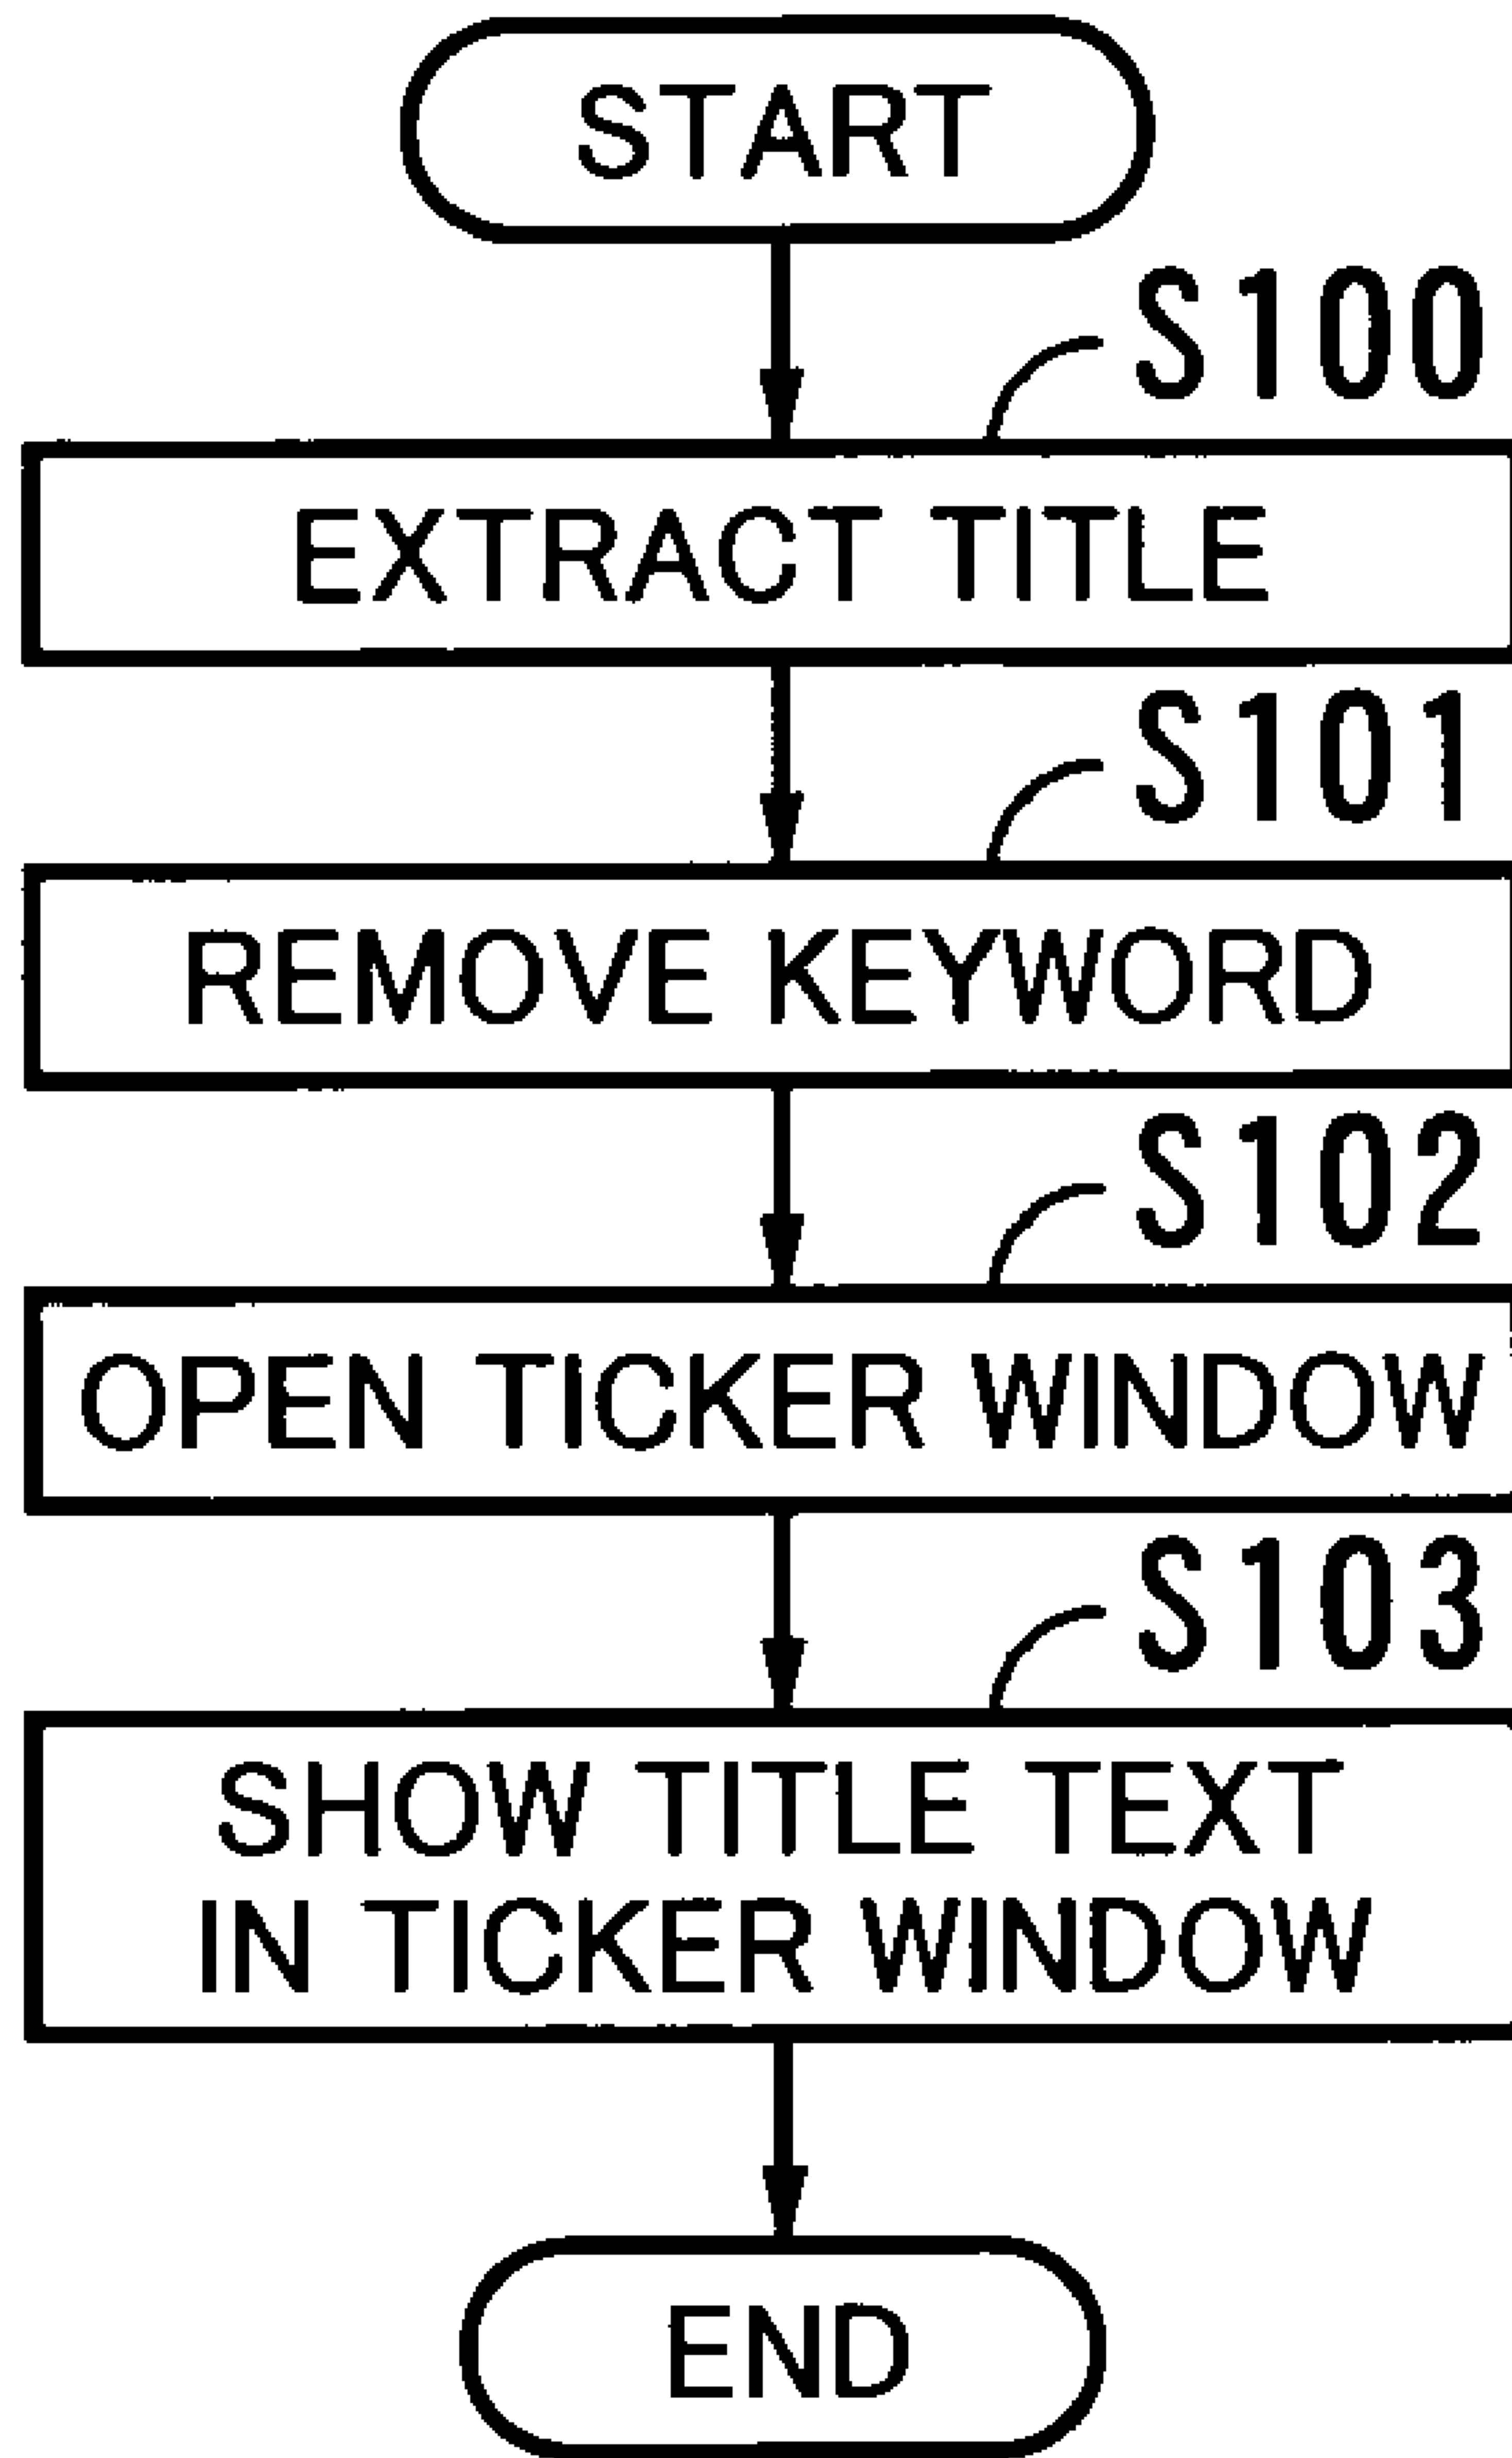 START
S100
EXTRACT TITLE
S101
REMOVE KEYWORD
S102
OPEN TICKER WINDOW
S103
SHOW TITLE TEXT
IN TICKER WINDOW
END